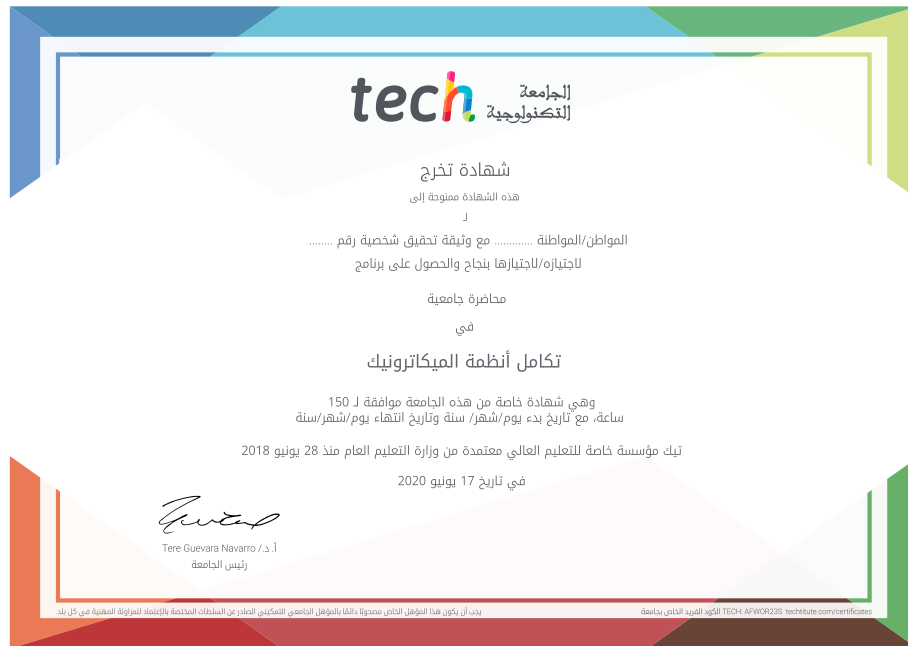 tech الجامعة
التكنولوجية
شهادة تخرج
هذه الشهادة ممنوحة إلى
لـ
المواطن/المواطنة ............. مع وثيقة تحقيق شخصية رقم ........
لاجتيازه/لاجتيازها بنجاح والحصول على برنامج
محاضرة جامعية
في
تكامل أنظمة الميكاترونيك
وهي شهادة خاصة من هذه الجامعة موافقة لـ 150
ساعة، مع تاريخ بدء يوم/شهر/ سنة وتاريخ انتهاء يوم/شهر/سنة
تيك مؤسسة خاصة للتعليم العالي معتمدة من وزارة التعليم العام منذ 28 يونيو 2018
في تاريخ 17 يونيو 2020
أ. د./ Tere Guevara Navarro
رئيس الجامعة
يجب أن يكون هذا المؤهل الخاص مصحوبًا دائمًا بالمؤهل الجامعي التمكيني الصادر عن السلطات المختصة بالإعتماد للمزاولة المهنية في كل بلد.
الكود الفريد الخاص بجامعة TECH: AFWOR23S techtitute.com/certificates